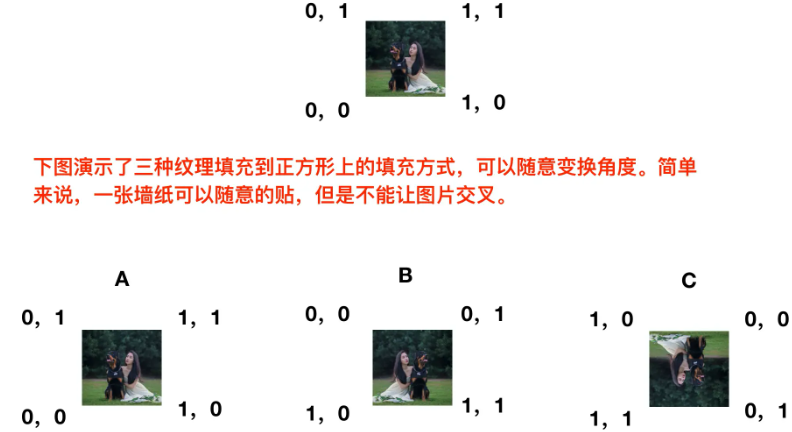 0，1 1，1
0，0 1，0
下图演示了三种纹理填充到正方形上的填充方式，可以随意变换角度。简单
来说，一张墙纸可以随意的贴，但是不能让图片交叉。
A B C
0，1 1，1 0，0 0，1 1，0 0，0
0，0 1，0 1，0 1，1 1，1 0，1